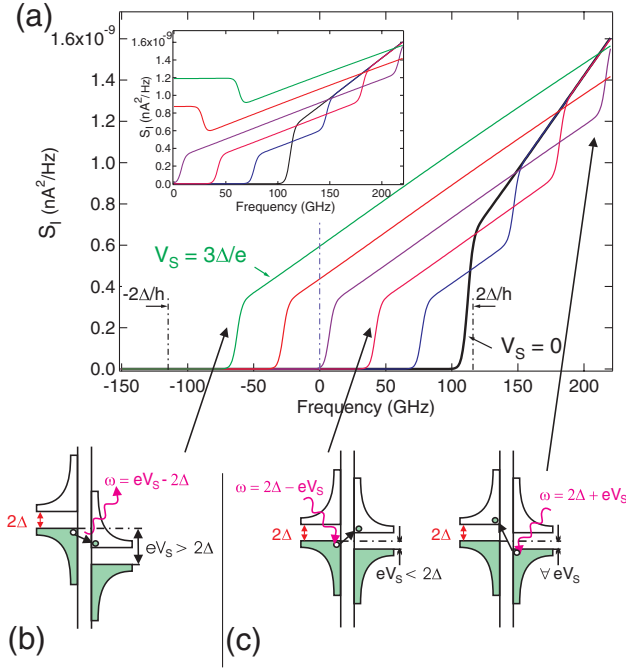 (a)
1.6x10⁻⁹
1.4
1.2
1.0
0.8
0.6
0.4
0.2
0.0
S_I (nA²/Hz)
1.6x10⁻⁹
1.4
1.2
1.0
0.8
0.6
0.4
0.2
0.0
S_I (nA²/Hz)
0 50 100 150 200
Frequency (GHz)
V_S = 3Δ/e
-2Δ/h
2Δ/h
V_S = 0
-150 -100 -50 0 50 100 150 200
Frequency (GHz)
ω = eV_S - 2Δ
2Δ
eV_S > 2Δ
(b)
ω = 2Δ - eV_S
2Δ
eV_S < 2Δ
(c)
ω = 2Δ + eV_S
2Δ
∀ eV_S